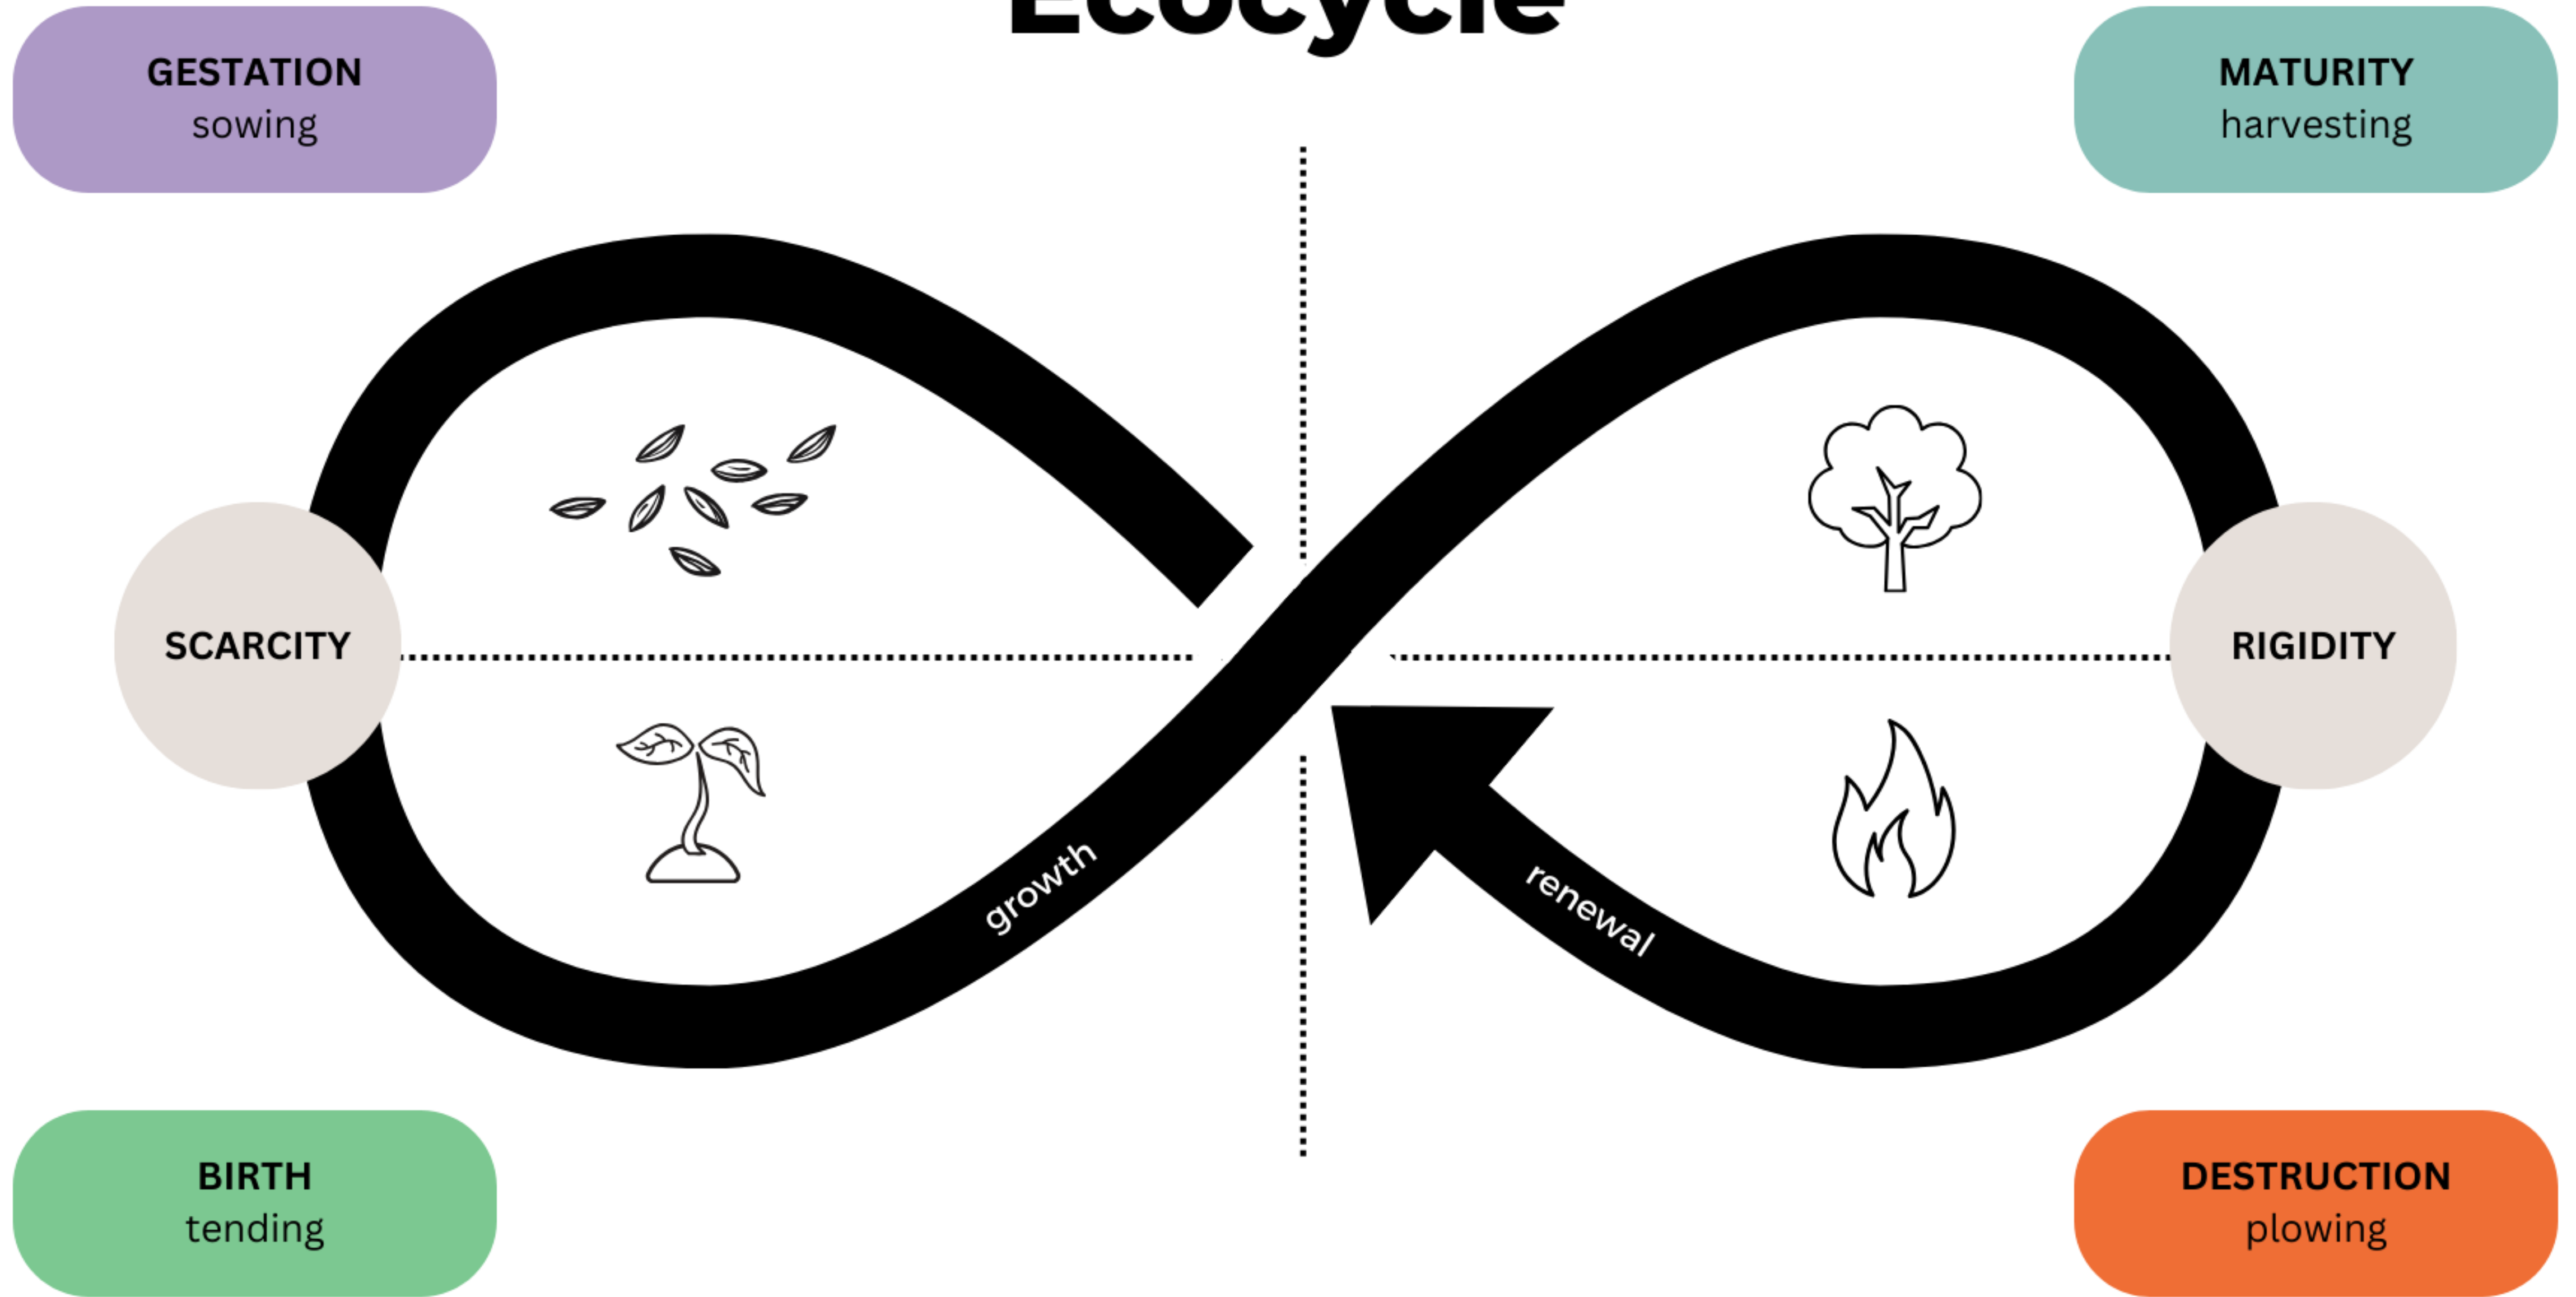 Ecocycle
GESTATION
sowing
MATURITY
harvesting
SCARCITY
RIGIDITY
growth
renewal
BIRTH
tending
DESTRUCTION
plowing